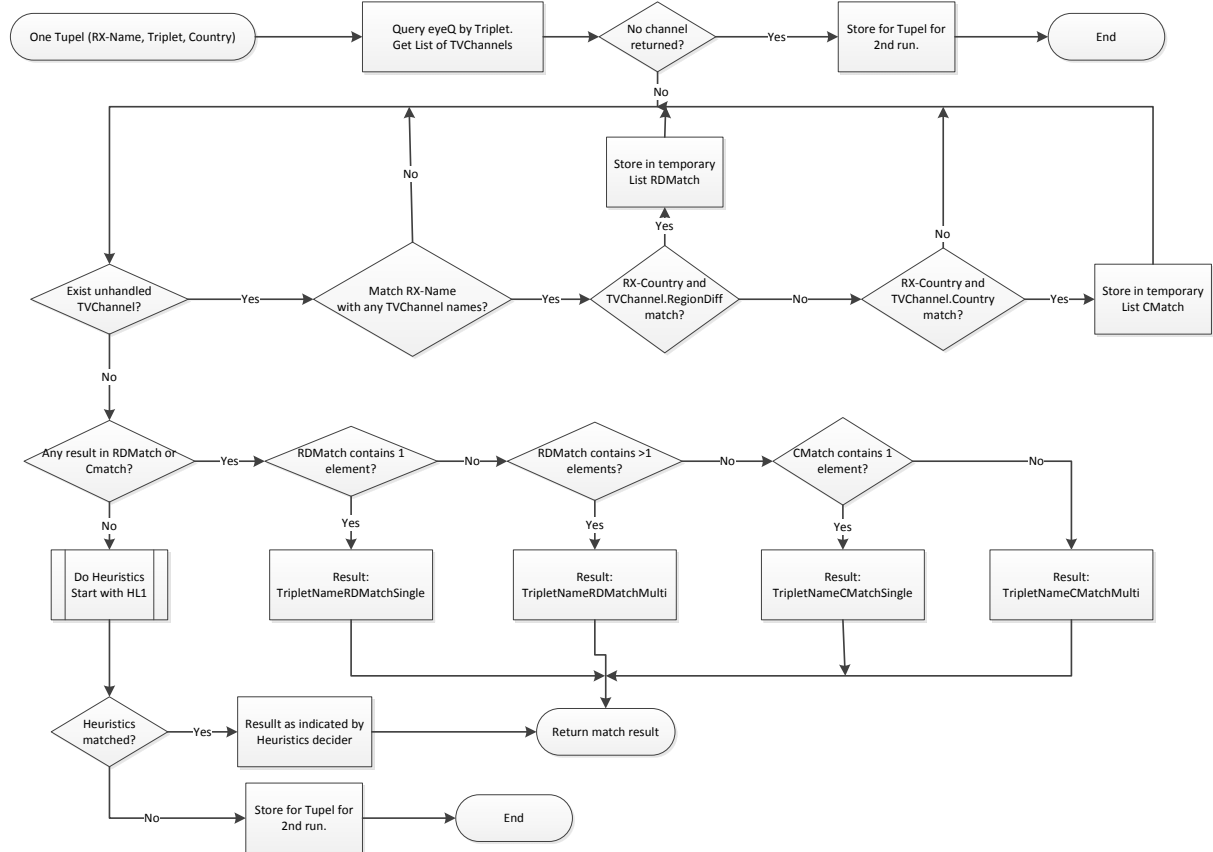 One Tupel (RX-Name, Triplet, Country)
Query eyeQ by Triplet.
Get List of TVChannels
No channel
returned?
Yes
Store for Tupel for
2nd run.
End
No
Store in temporary
List RDMatch
No
Yes
No
Exist unhandled
TVChannel?
Yes
Match RX-Name
with any TVChannel names?
Yes
RX-Country and
TVChannel.RegionDiff
match?
No
RX-Country and
TVChannel.Country
match?
Yes
Store in temporary
List CMatch
No
Any result in RDMatch or
Cmatch?
Yes
RDMatch contains 1
element?
No
RDMatch contains >1
elements?
No
CMatch contains 1
element?
No
No
Yes
Yes
Yes
Do Heuristics
Start with HL1
Result:
TripletNameRDMatchSingle
Result:
TripletNameRDMatchMulti
Result:
TripletNameCMatchSingle
Result:
TripletNameCMatchMulti
Heuristics
matched?
Yes
Resullt as indicated by
Heuristics decider
Return match result
No
Store for Tupel for
2nd run.
End